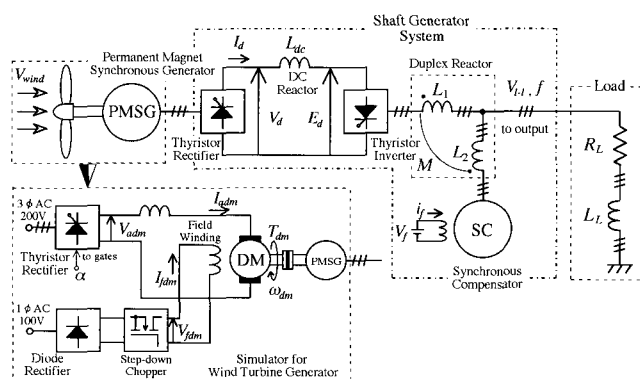 Shaft Generator
System
Permanent Magnet
Synchronous Generator
V_wind
PMSG
I_d
L_dc
DC
Reactor
V_d
E_d
Thyristor
Rectifier
Thyristor
Inverter
Duplex Reactor
L_1
L_2
M
V_l-l , f
to output
Load
R_L
L_L
i_f
V_f
SC
Synchronous
Compensator
3 φ AC
200V
Thyristor
Rectifier
to gates
α
V_adm
I_adm
Field
Winding
I_fdm
DM
T_dm
ω_dm
PMSG
1 φ AC
100V
V_fdm
Diode
Rectifier
Step-down
Chopper
Simulator for
Wind Turbine Generator